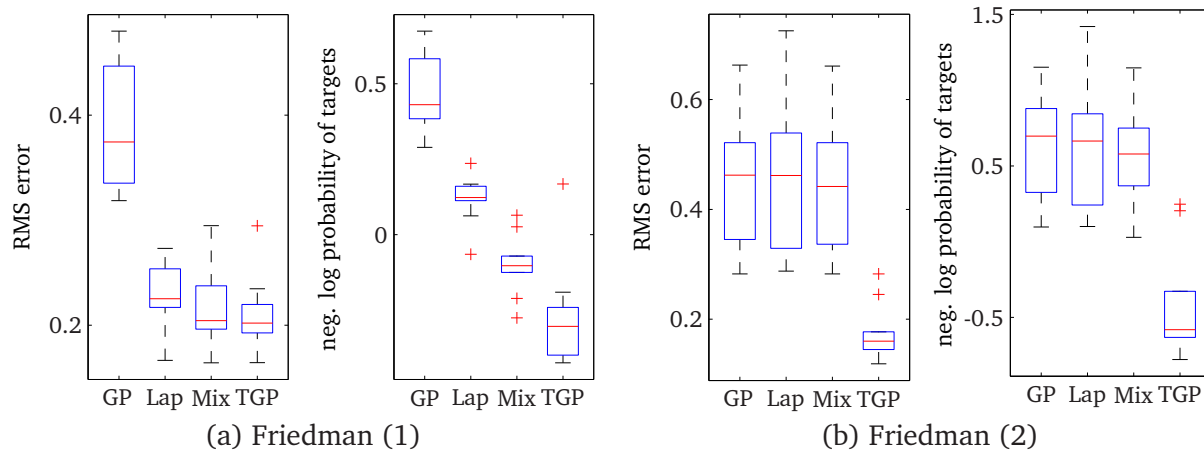 RMS error
0.4
0.2
GP Lap Mix TGP
neg. log probability of targets
0.5
0
GP Lap Mix TGP
(a) Friedman (1)
RMS error
0.6
0.4
0.2
GP Lap Mix TGP
neg. log probability of targets
1.5
0.5
-0.5
GP Lap Mix TGP
(b) Friedman (2)